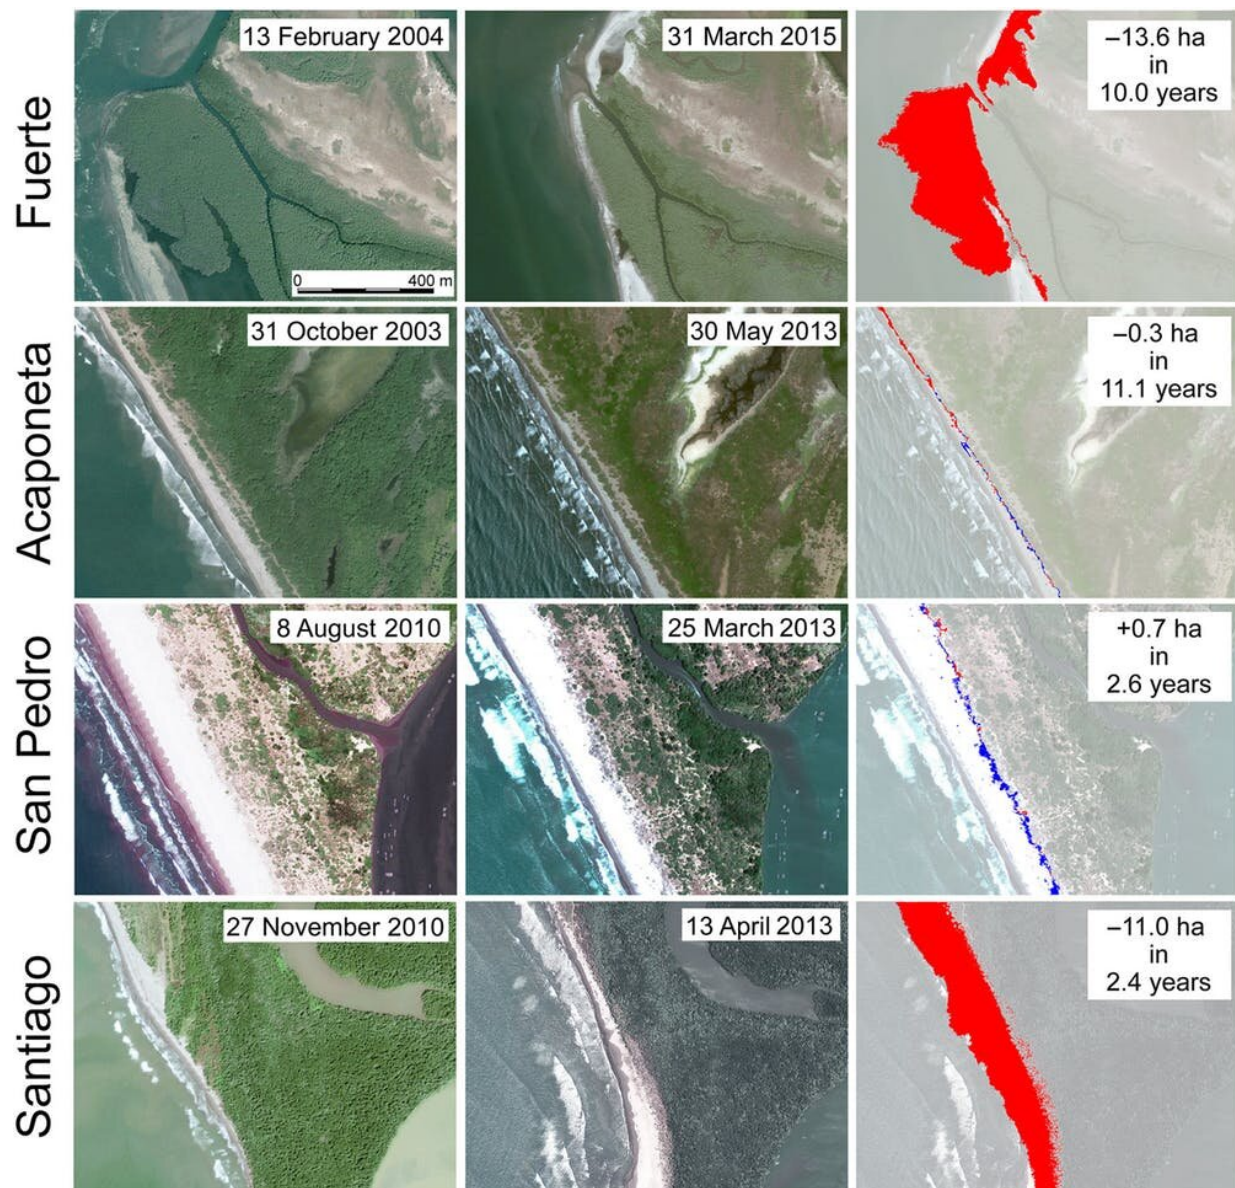 Fuerte
13 February 2004
0 400 m
31 March 2015
–13.6 ha
in
10.0 years
Acaponeta
31 October 2003
30 May 2013
–0.3 ha
in
11.1 years
San Pedro
8 August 2010
25 March 2013
+0.7 ha
in
2.6 years
Santiago
27 November 2010
13 April 2013
–11.0 ha
in
2.4 years